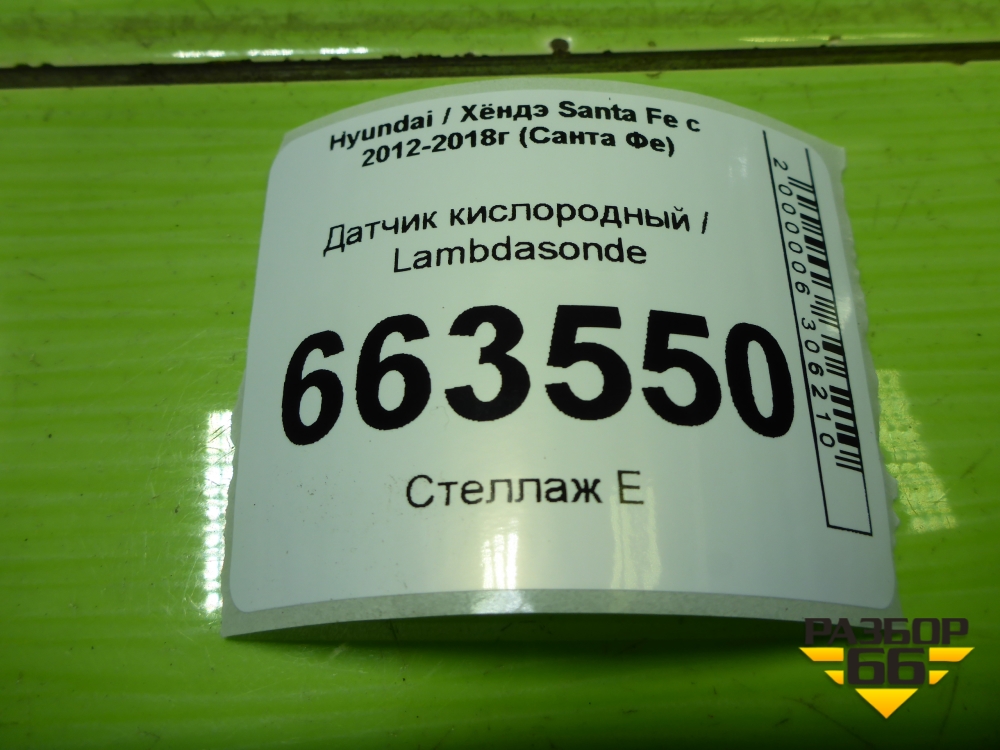 Hyundai / Хёндэ Santa Fe с
2012-2018г (Санта Фе)
Датчик кислородный /
Lambdasonde
663550
Стеллаж Е
2000006306210
РАЗБОР
66